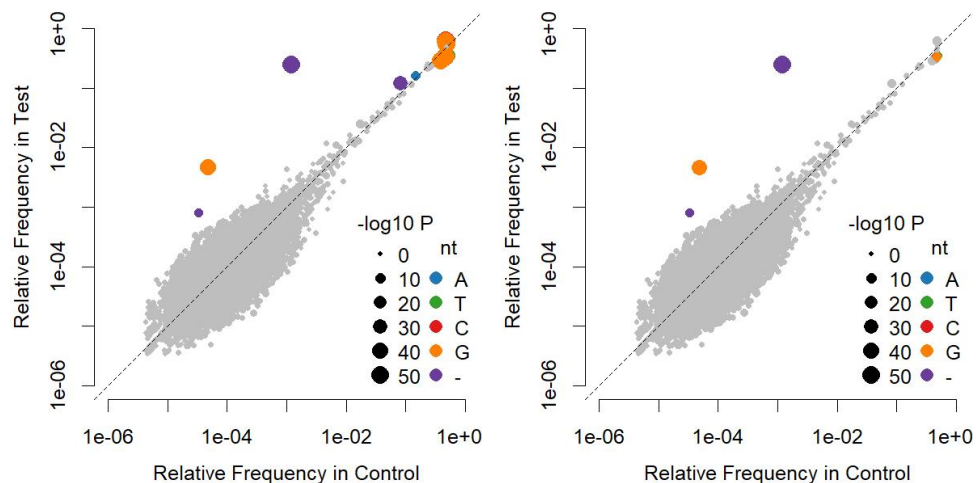 Relative Frequency in Test
1e+0
1e-02
1e-04
1e-06
-log10 P
nt
0
10 A
20 T
30 C
40 G
50 -
1e-06 1e-04 1e-02 1e+0
Relative Frequency in Control
Relative Frequency in Test
1e+0
1e-02
1e-04
1e-06
-log10 P
nt
0
10 A
20 T
30 C
40 G
50 -
1e-06 1e-04 1e-02 1e+0
Relative Frequency in Control